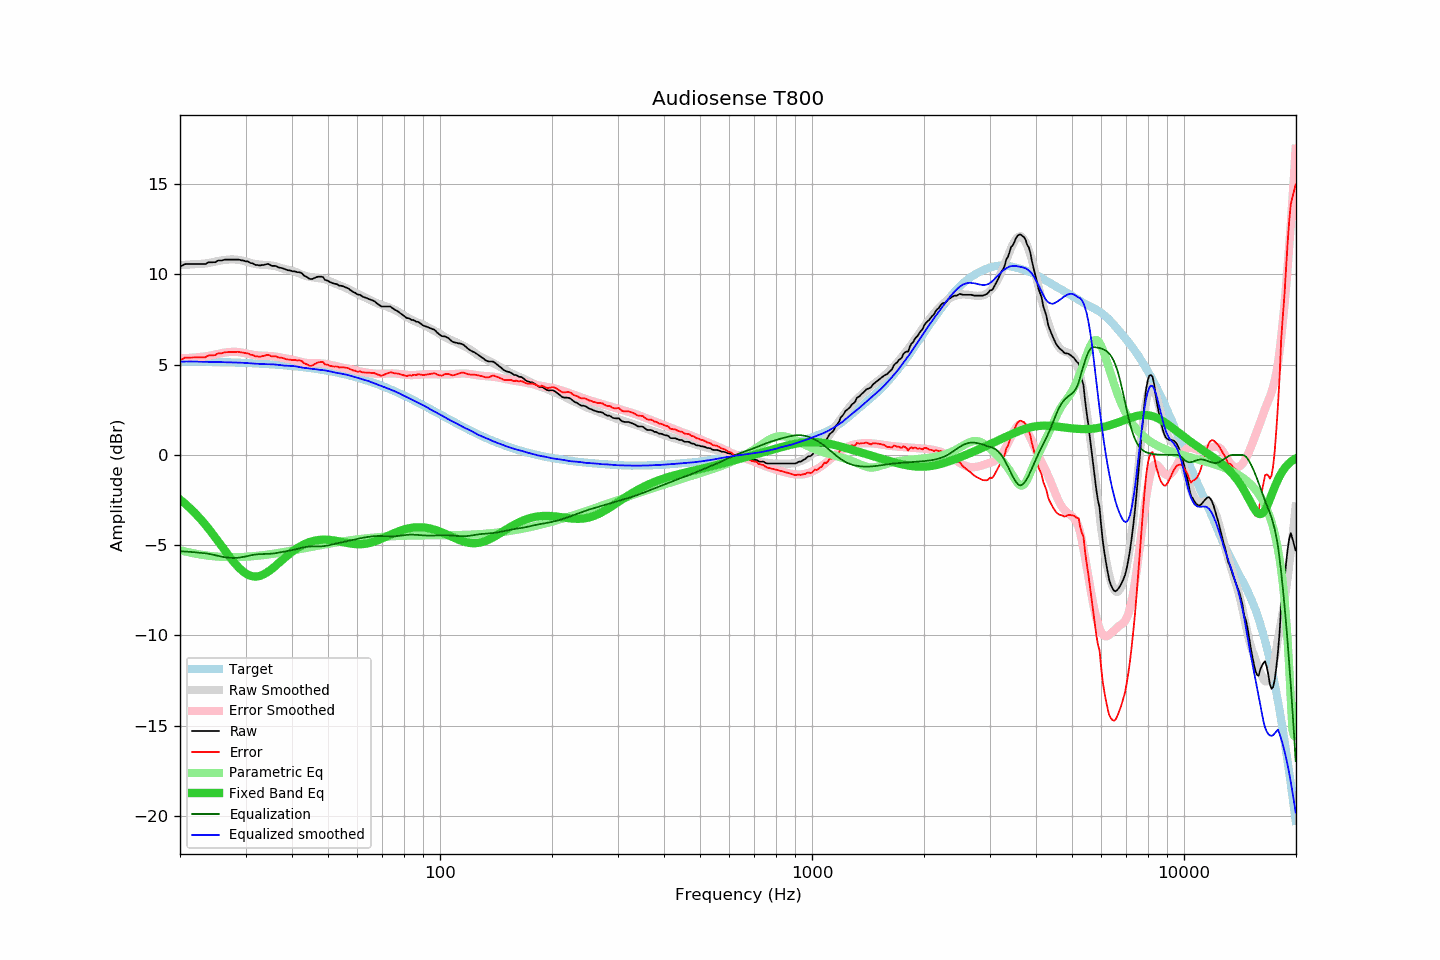 Audiosense T800
Amplitude (dBr)
15
10
5
0
−5
−10
−15
−20
Target
Raw Smoothed
Error Smoothed
Raw
Error
Parametric Eq
Fixed Band Eq
Equalization
Equalized smoothed
100
1000
10000
Frequency (Hz)